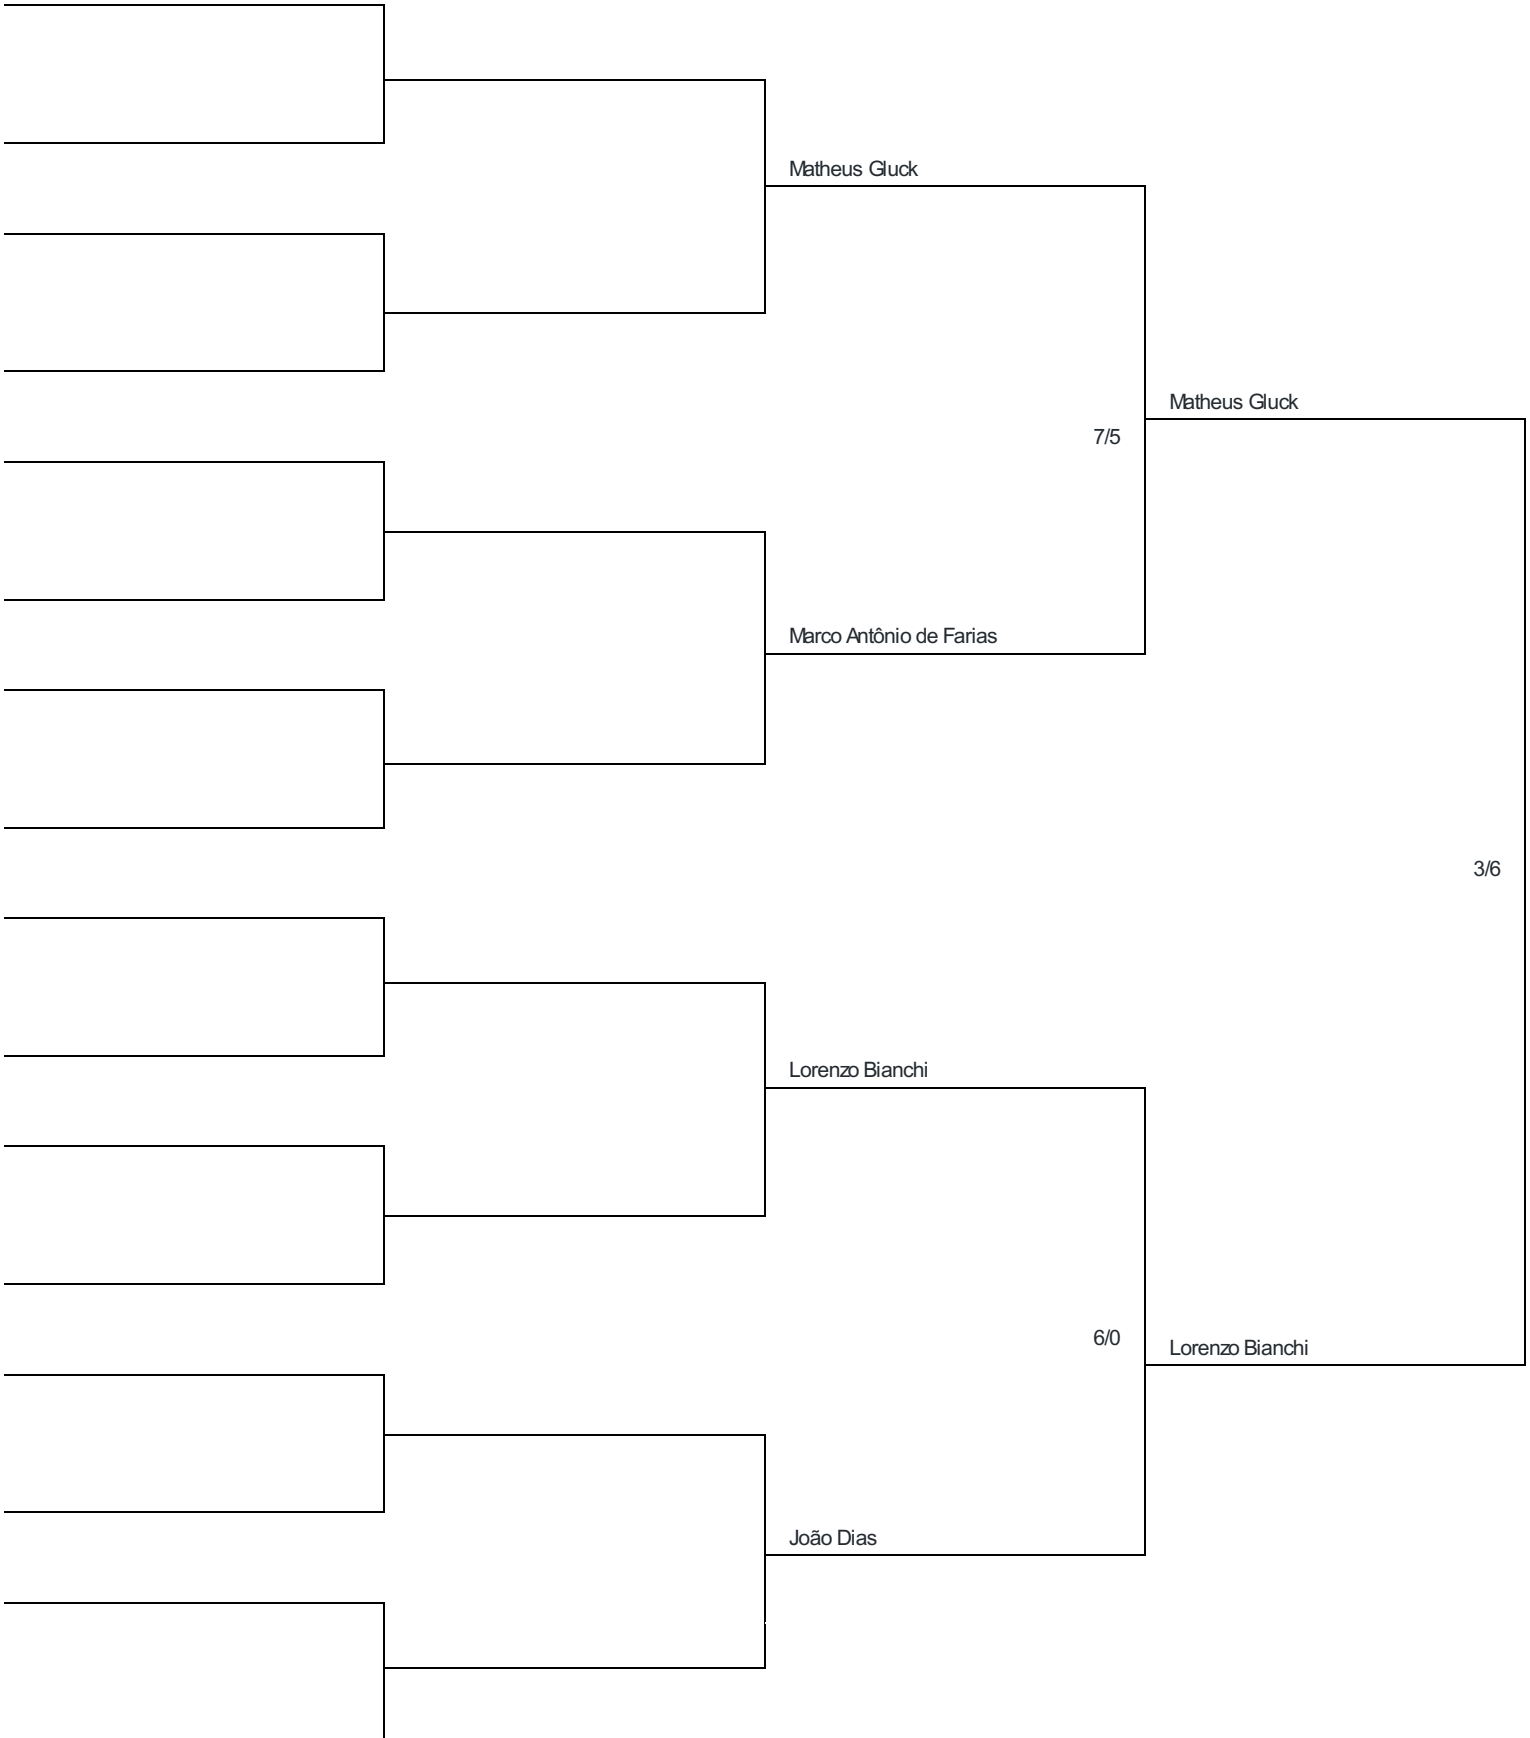 Matheus Gluck
Matheus Gluck
7/5
Marco Antônio de Farias
3/6
Lorenzo Bianchi
6/0
Lorenzo Bianchi
João Dias